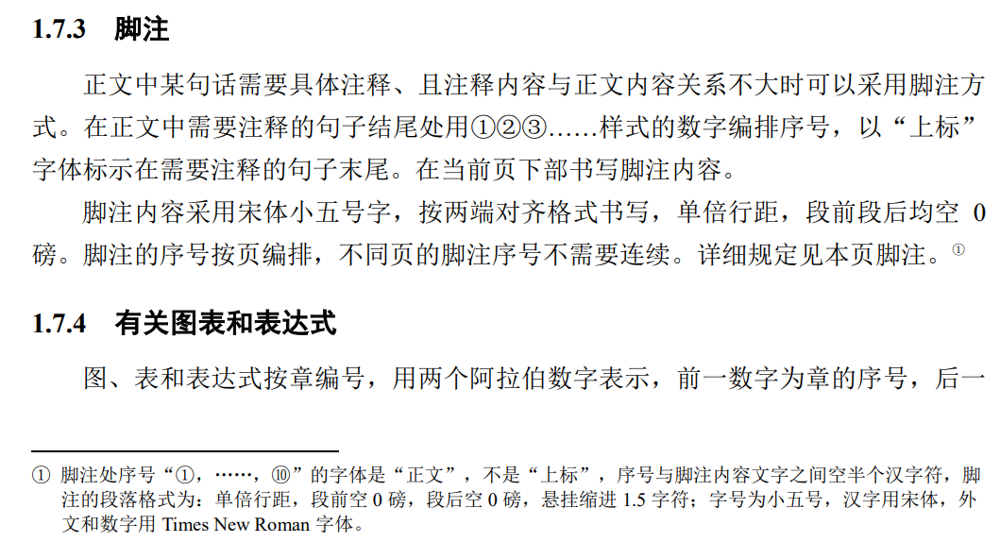 1.7.3 脚注
正文中某句话需要具体注释、且注释内容与正文内容关系不大时可以采用脚注方
式。在正文中需要注释的句子结尾处用①②③……样式的数字编排序号，以“上标”
字体标示在需要注释的句子末尾。在当前页下部书写脚注内容。
脚注内容采用宋体小五号字，按两端对齐格式书写，单倍行距，段前段后均空 0
磅。脚注的序号按页编排，不同页的脚注序号不需要连续。详细规定见本页脚注。①
1.7.4 有关图表和表达式
图、表和表达式按章编号，用两个阿拉伯数字表示，前一数字为章的序号，后一
① 脚注处序号“①，……，⑩”的字体是“正文”，不是“上标”，序号与脚注内容文字之间空半个汉字符，脚
注的段落格式为：单倍行距，段前空 0 磅，段后空 0 磅，悬挂缩进 1.5 字符；字号为小五号，汉字用宋体，外
文和数字用 Times New Roman 字体。